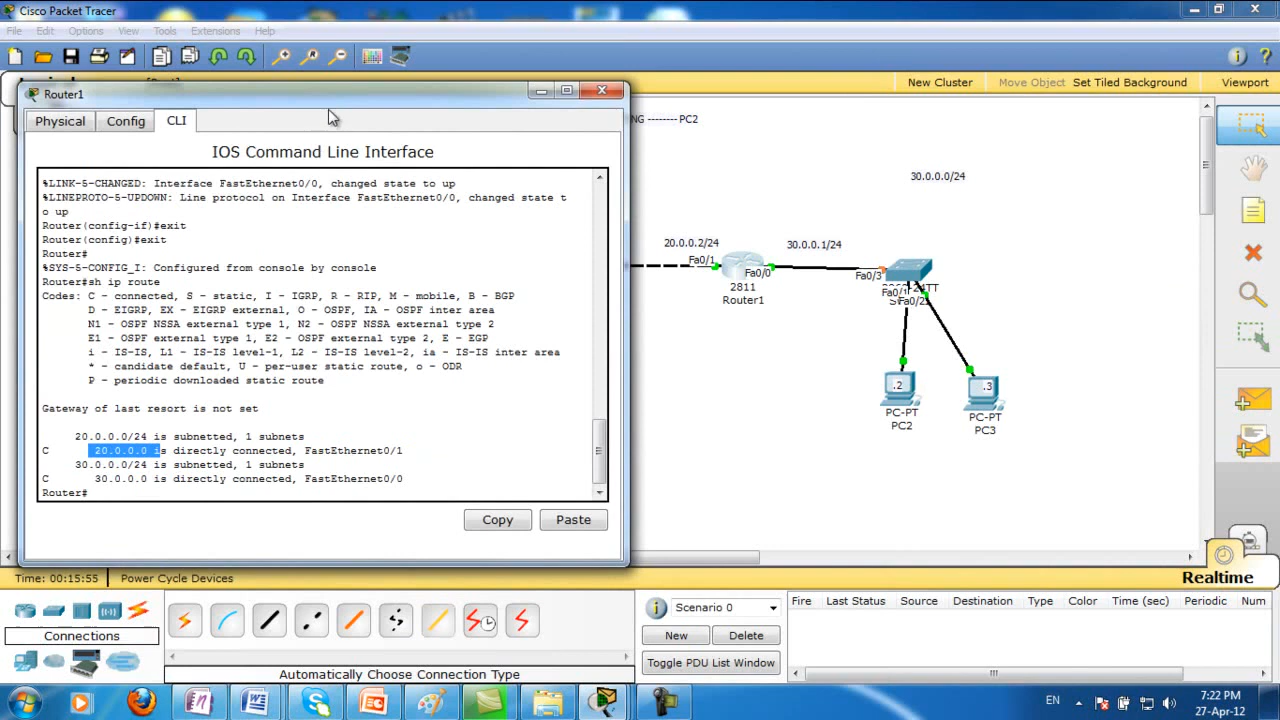 Cisco Packet Tracer
File Edit Options View Tools Extensions Help
New Cluster Move Object Set Tiled Background Viewport
Router1
Physical Config CLI
IOS Command Line Interface
%LINK-5-CHANGED: Interface FastEthernet0/0, changed state to up
%LINEPROTO-5-UPDOWN: Line protocol on Interface FastEthernet0/0, changed state t
o up
Router(config-if)#exit
Router(config)#exit
Router#
%SYS-5-CONFIG_I: Configured from console by console
Router#sh ip route
Codes: C - connected, S - static, I - IGRP, R - RIP, M - mobile, B - BGP
D - EIGRP, EX - EIGRP external, O - OSPF, IA - OSPF inter area
N1 - OSPF NSSA external type 1, N2 - OSPF NSSA external type 2
E1 - OSPF external type 1, E2 - OSPF external type 2, E - EGP
i - IS-IS, L1 - IS-IS level-1, L2 - IS-IS level-2, ia - IS-IS inter area
* - candidate default, U - per-user static route, o - ODR
P - periodic downloaded static route
Gateway of last resort is not set
20.0.0.0/24 is subnetted, 1 subnets
C 20.0.0.0 is directly connected, FastEthernet0/1
30.0.0.0/24 is subnetted, 1 subnets
C 30.0.0.0 is directly connected, FastEthernet0/0
Router#
Copy Paste
NG -------- PC2
30.0.0.0/24
20.0.0.2/24 30.0.0.1/24
Fa0/1 Fa0/0 Fa0/3
2811
Router1
Fa0/1 Fa0/2
.2 .3
PC-PT PC-PT
PC2 PC3
Realtime
Time: 00:15:55 Power Cycle Devices
Connections
Automatically Choose Connection Type
Scenario 0
New Delete
Toggle PDU List Window
Fire Last Status Source Destination Type Color Time (sec) Periodic Num
EN 7:22 PM
27-Apr-12